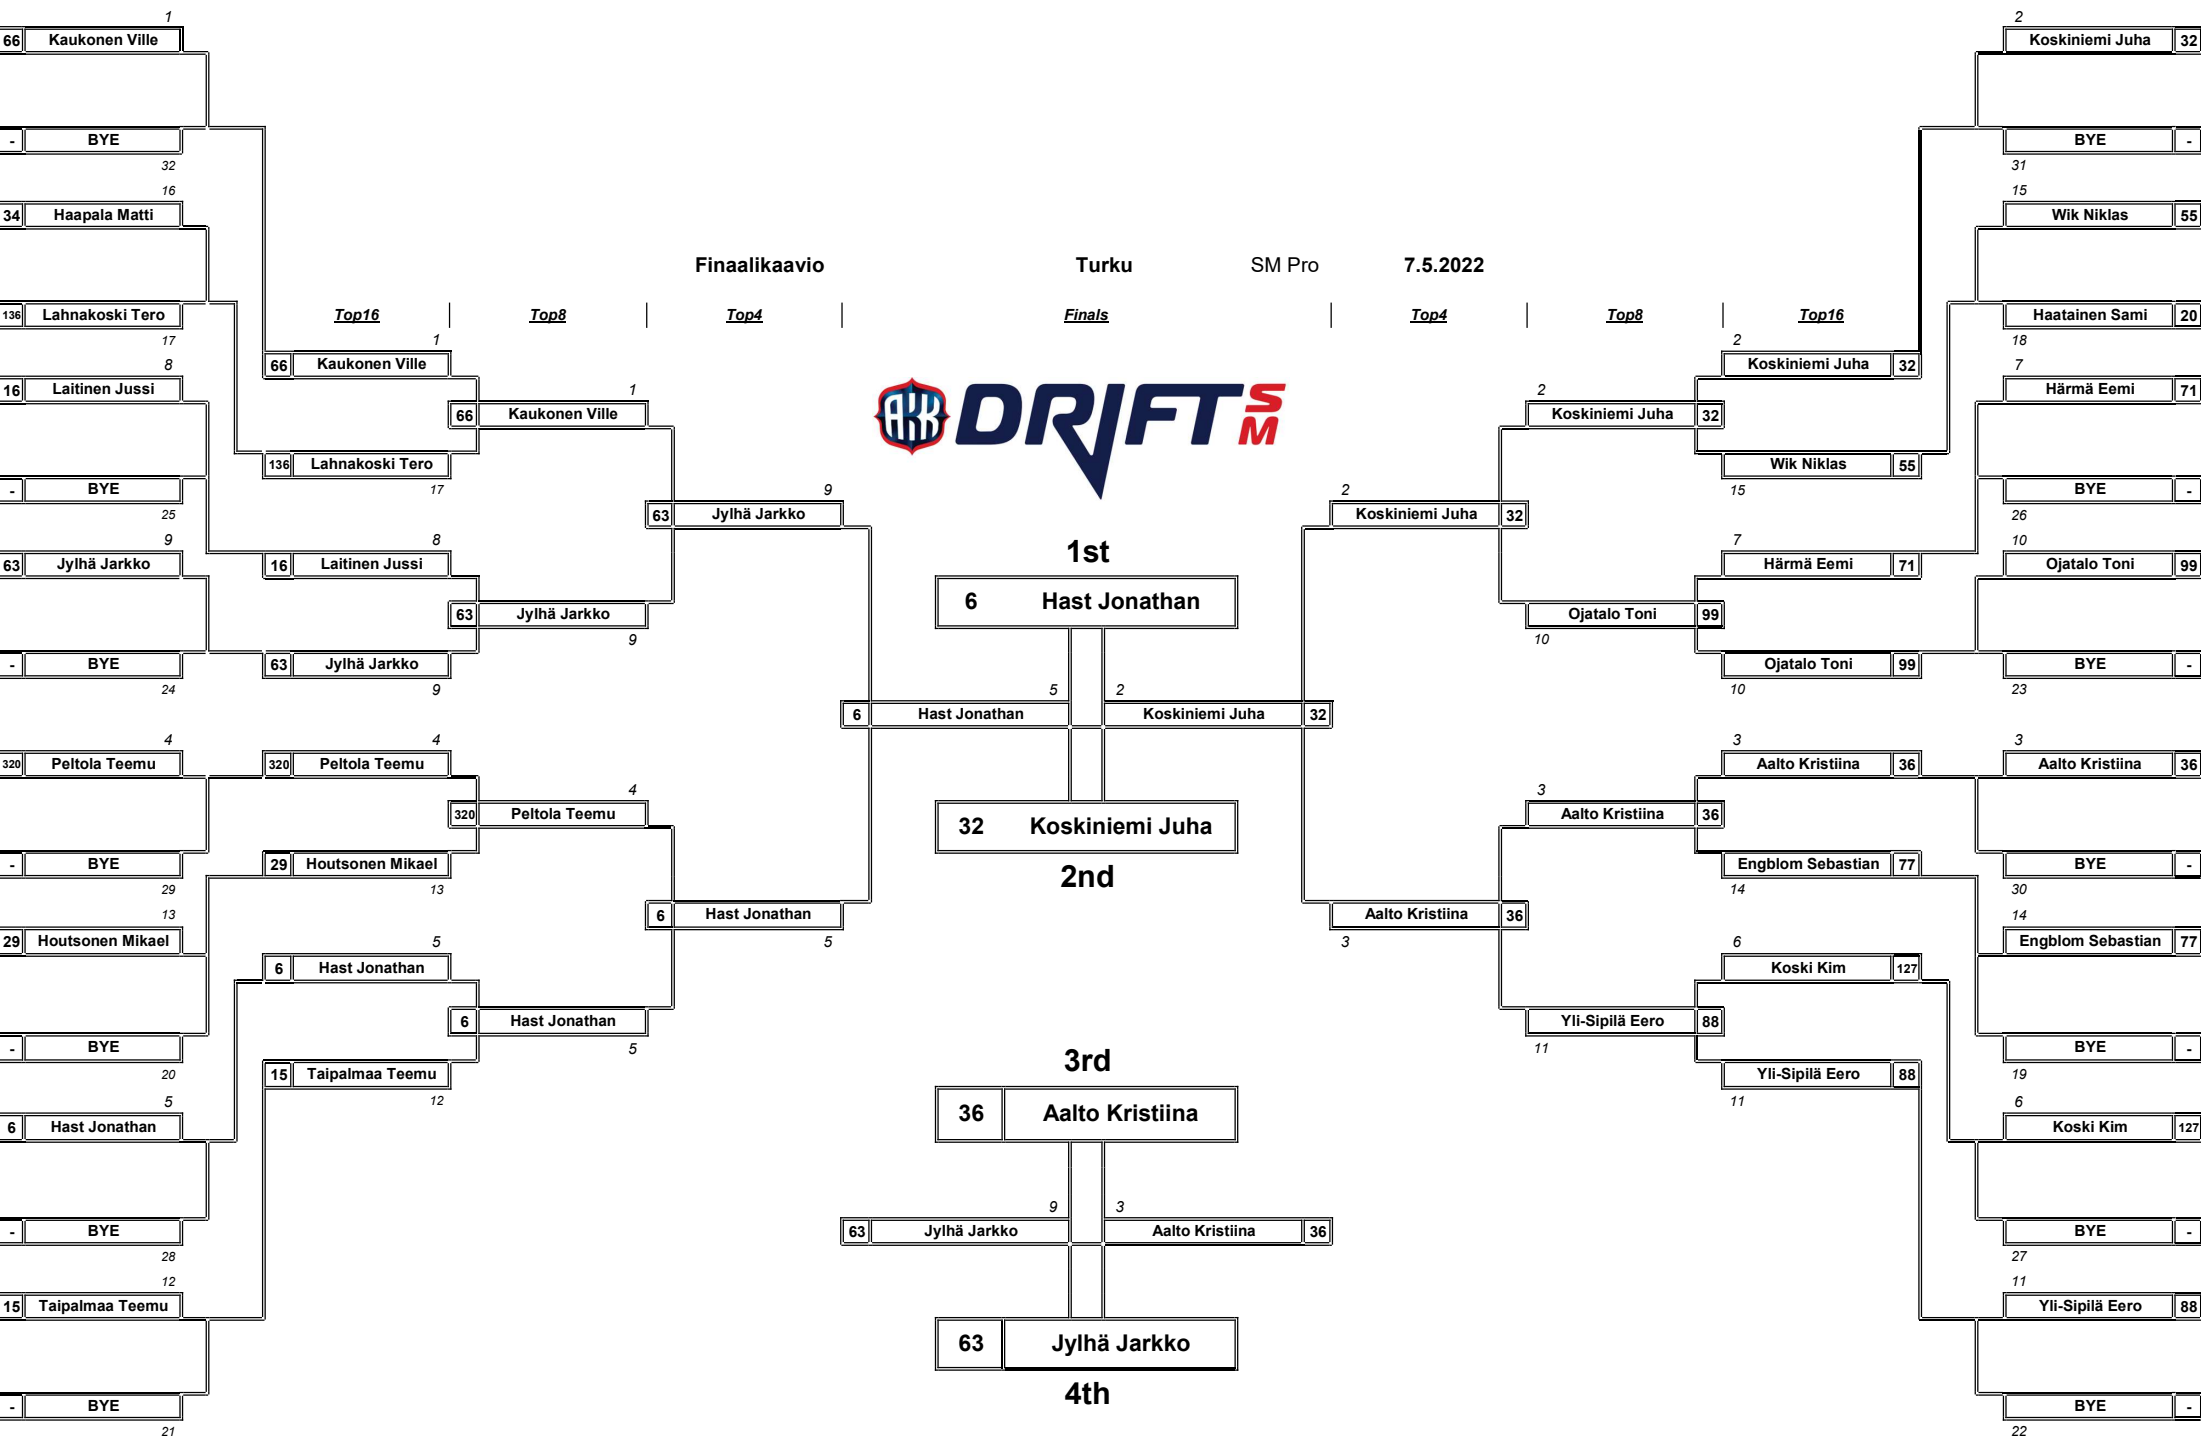 1
66 Kaukonen Ville
- BYE
32
16
34 Haapala Matti
136 Lahnakoski Tero
17
8
16 Laitinen Jussi
- BYE
25
9
63 Jylhä Jarkko
- BYE
24
4
320 Peltola Teemu
- BYE
29
13
29 Houtsonen Mikael
- BYE
20
5
6 Hast Jonathan
- BYE
28
12
15 Taipalmaa Teemu
- BYE
21
Finaalikaavio Turku SM Pro 7.5.2022
Top16 Top8 Top4 Finals Top4 Top8 Top16
1
66 Kaukonen Ville
136 Lahnakoski Tero
17
8
16 Laitinen Jussi
63 Jylhä Jarkko
9
4
320 Peltola Teemu
29 Houtsonen Mikael
13
5
6 Hast Jonathan
15 Taipalmaa Teemu
12
1
66 Kaukonen Ville
63 Jylhä Jarkko
9
4
320 Peltola Teemu
6 Hast Jonathan
5
9
63 Jylhä Jarkko
6 Hast Jonathan
5
AKK DRIFT SM
1st
6 Hast Jonathan
5 2
6 Hast Jonathan Koskiniemi Juha 32
32 Koskiniemi Juha
2nd
3rd
36 Aalto Kristiina
9 3
63 Jylhä Jarkko Aalto Kristiina 36
63 Jylhä Jarkko
4th
2
Koskiniemi Juha 32
Aalto Kristiina 36
3
2
Koskiniemi Juha 32
Ojatalo Toni 99
10
3
Aalto Kristiina 36
Yli-Sipilä Eero 88
11
2
Koskiniemi Juha 32
Wik Niklas 55
15
7
Härmä Eemi 71
Ojatalo Toni 99
10
3
Aalto Kristiina 36
Engblom Sebastian 77
14
6
Koski Kim 127
Yli-Sipilä Eero 88
11
2
Koskiniemi Juha 32
BYE -
31
15
Wik Niklas 55
Haatainen Sami 20
18
7
Härmä Eemi 71
BYE -
26
10
Ojatalo Toni 99
BYE -
23
3
Aalto Kristiina 36
BYE -
30
14
Engblom Sebastian 77
BYE -
19
6
Koski Kim 127
BYE -
27
11
Yli-Sipilä Eero 88
BYE -
22